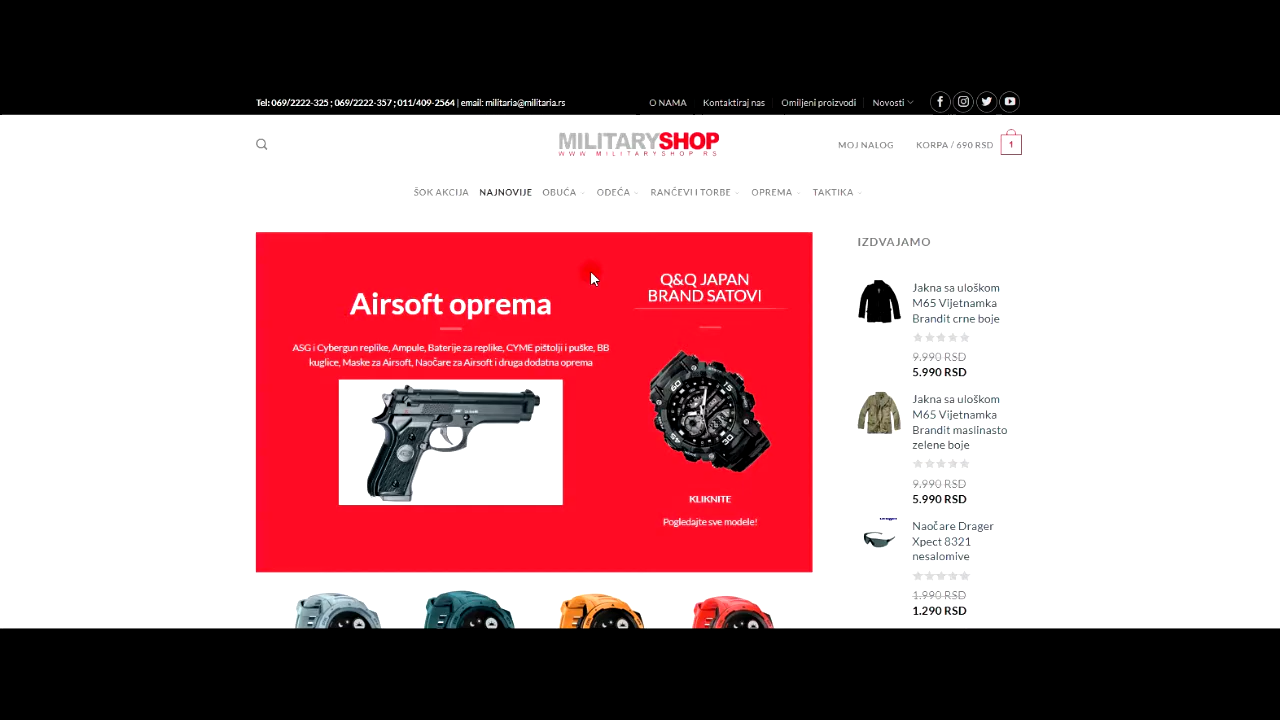 Tel: 069/2222-325 ; 069/2222-357 ; 011/409-2564 | email: militaria@militaria.rs
O NAMA
Kontaktiraj nas
Omiljeni proizvodi
Novosti
MILITARYSHOP
WWW.MILITARYSHOP.RS
MOJ NALOG
KORPA / 690 RSD
1
ŠOK AKCIJA
NAJNOVIJE
OBUĆA
ODEĆA
RANČEVI I TORBE
OPREMA
TAKTIKA
Airsoft oprema
ASG i Cybergun replike, Ampule, Baterije za replike, CYME pištolji i puške, BB
kuglice, Maske za Airsoft, Naočare za Airsoft i druga dodatna oprema
Q&Q JAPAN
BRAND SATOVI
60
15
45
30
KLIKNITE
Pogledajte sve modele!
IZDVAJAMO
Jakna sa uloškom
M65 Vijetnamka
Brandit crne boje
9.990 RSD
5.990 RSD
Jakna sa uloškom
M65 Vijetnamka
Brandit maslinasto
zelene boje
9.990 RSD
5.990 RSD
Naočare Drager
Xpect 8321
nesalomive
1.990 RSD
1.290 RSD